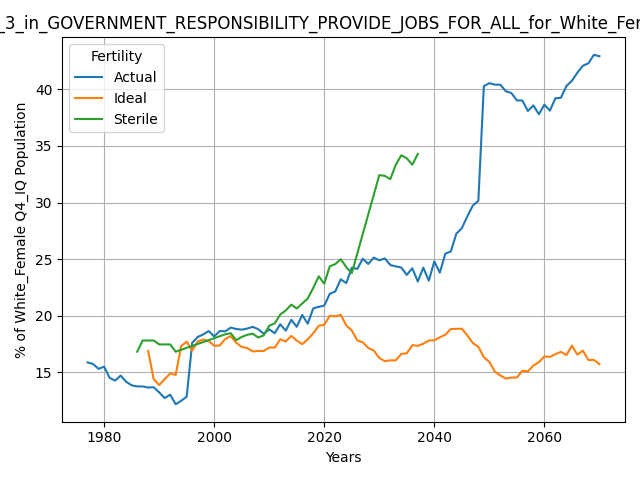 _3_in_GOVERNMENT_RESPONSIBILITY_PROVIDE_JOBS_FOR_ALL_for_White_Fe
Fertility
Actual
Ideal
Sterile
% of White_Female Q4_IQ Population
40
35
30
25
20
15
1980
2000
2020
2040
2060
Years